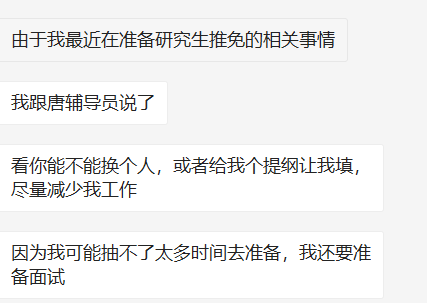 由于我最近在准备研究生推免的相关事情
我跟唐辅导员说了
看你能不能换个人，或者给我个提纲让我填，
尽量减少我工作
因为我可能抽不了太多时间去准备，我还要准
备面试